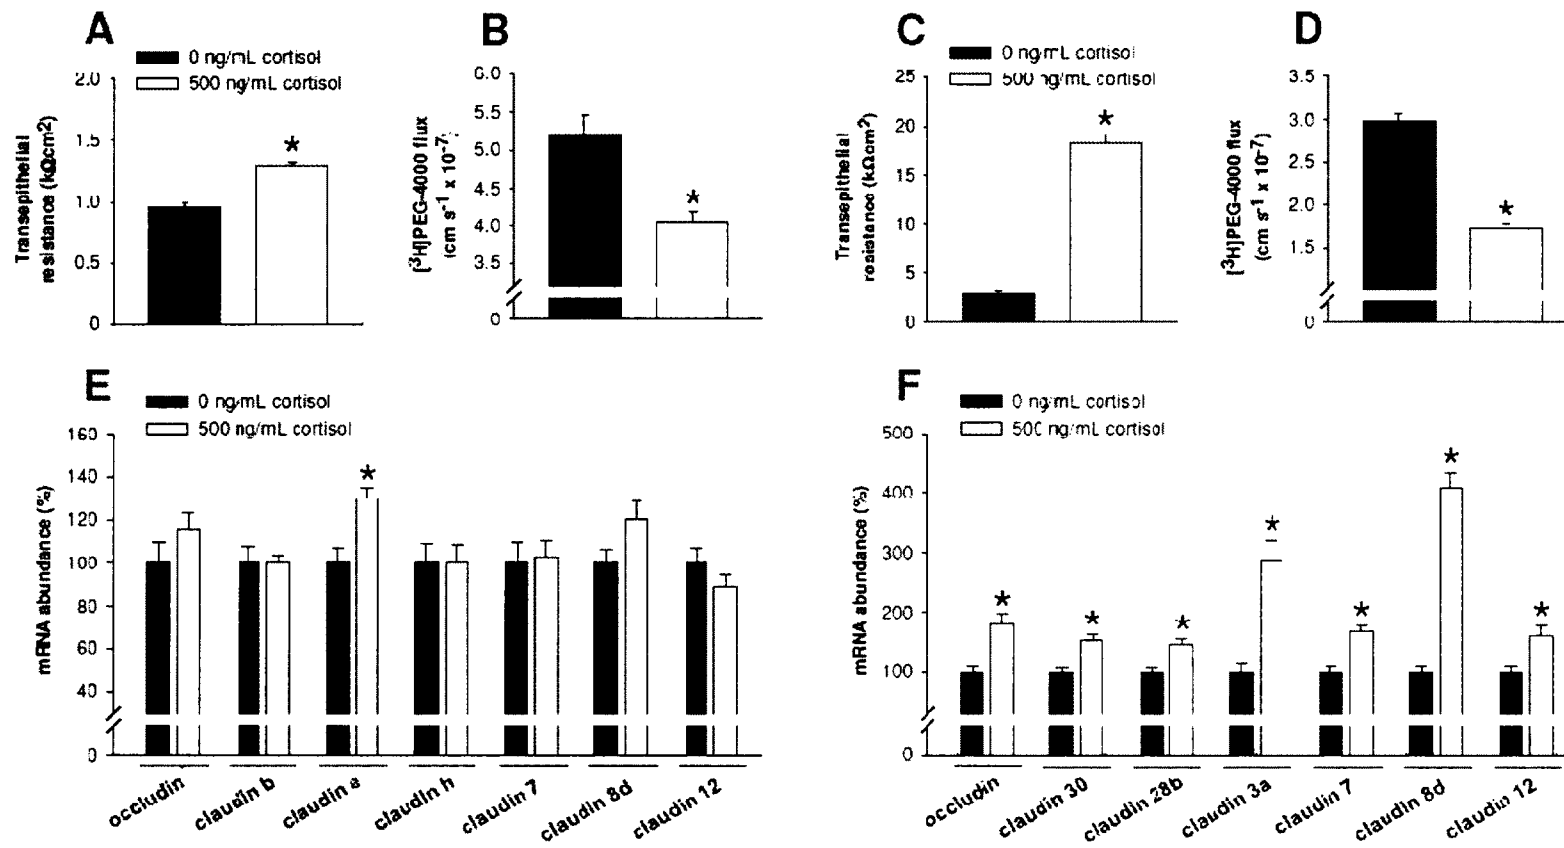 A
0 ng/mL cortisol
500 ng/mL cortisol
2.0
1.5
1.0
0.5
0
Transepithelial
resistance (kΩcm2)
B
6.0
5.5
5.0
4.5
4.0
3.5
0
[3H]PEG-4000 flux
(cm s-1 x 10-7)
C
0 ng/mL cortisol
500 ng/mL cortisol
25
20
15
10
5
0
Transepithelial
resistance (kΩcm2)
D
3.5
3.0
2.5
2.0
1.5
0
[3H]PEG-4000 flux
(cm s-1 x 10-7)
E
0 ng/mL cortisol
500 ng/mL cortisol
160
140
120
100
80
60
40
0
mRNA abundance (%)
occludin
claudin b
claudin e
claudin h
claudin 7
claudin 8d
claudin 12
F
0 ng/mL cortisol
500 ng/mL cortisol
500
400
300
200
100
0
mRNA abundance (%)
occludin
claudin 30
claudin 28b
claudin 3a
claudin 7
claudin 8d
claudin 12